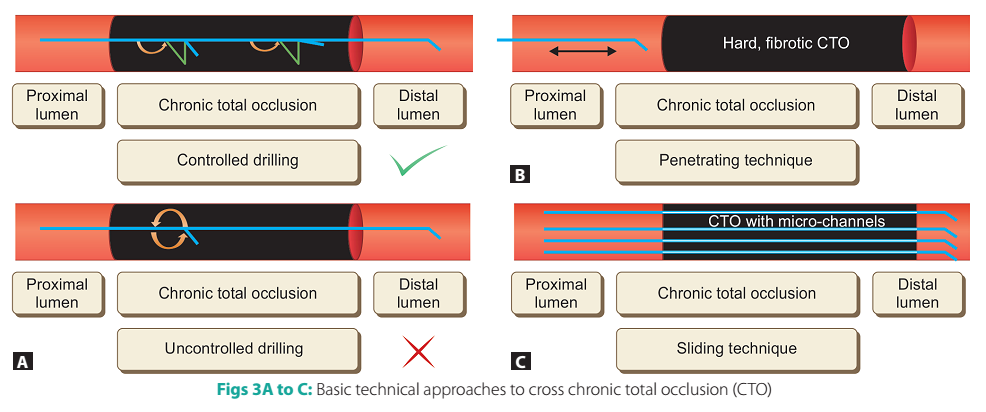 Proximal
lumen
Chronic total occlusion
Distal
lumen
Controlled drilling
Proximal
lumen
Chronic total occlusion
Distal
lumen
Uncontrolled drilling
A
Hard, fibrotic CTO
Proximal
lumen
Chronic total occlusion
Distal
lumen
Penetrating technique
B
CTO with micro-channels
Proximal
lumen
Chronic total occlusion
Distal
lumen
Sliding technique
C
Figs 3A to C: Basic technical approaches to cross chronic total occlusion (CTO)